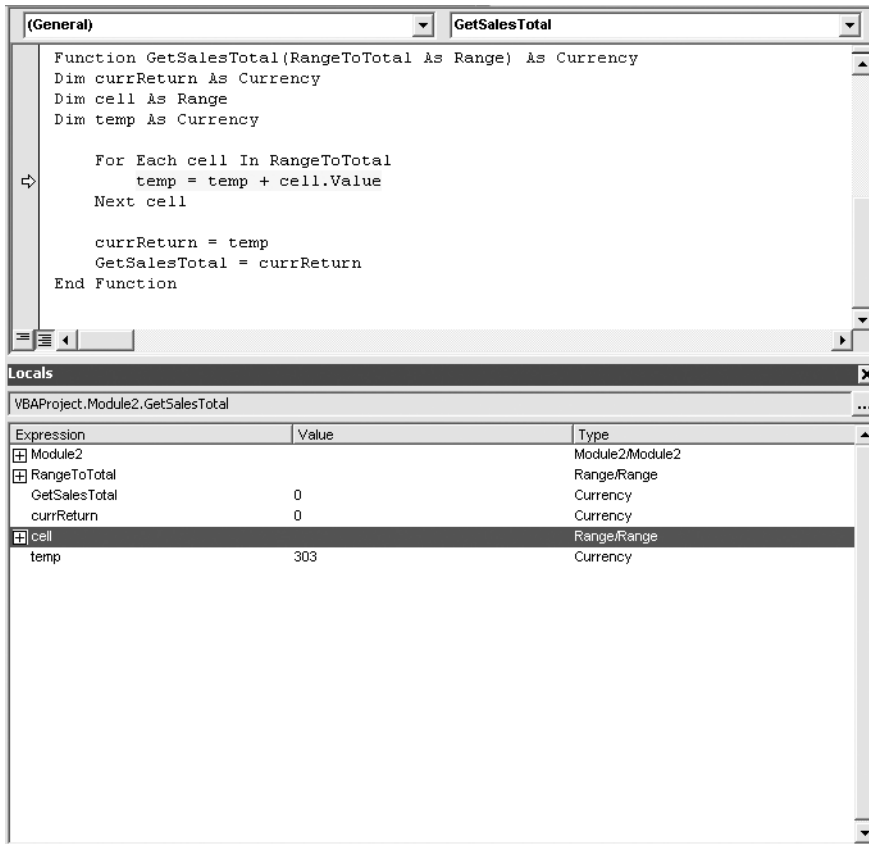 (General) GetSalesTotal
Function GetSalesTotal(RangeToTotal As Range) As Currency
Dim currReturn As Currency
Dim cell As Range
Dim temp As Currency
For Each cell In RangeToTotal
temp = temp + cell.Value
Next cell
currReturn = temp
GetSalesTotal = currReturn
End Function
Locals
VBAProject.Module2.GetSalesTotal ...
Expression Value Type
Module2 Module2/Module2
RangeToTotal Range/Range
GetSalesTotal 0 Currency
currReturn 0 Currency
cell Range/Range
temp 303 Currency